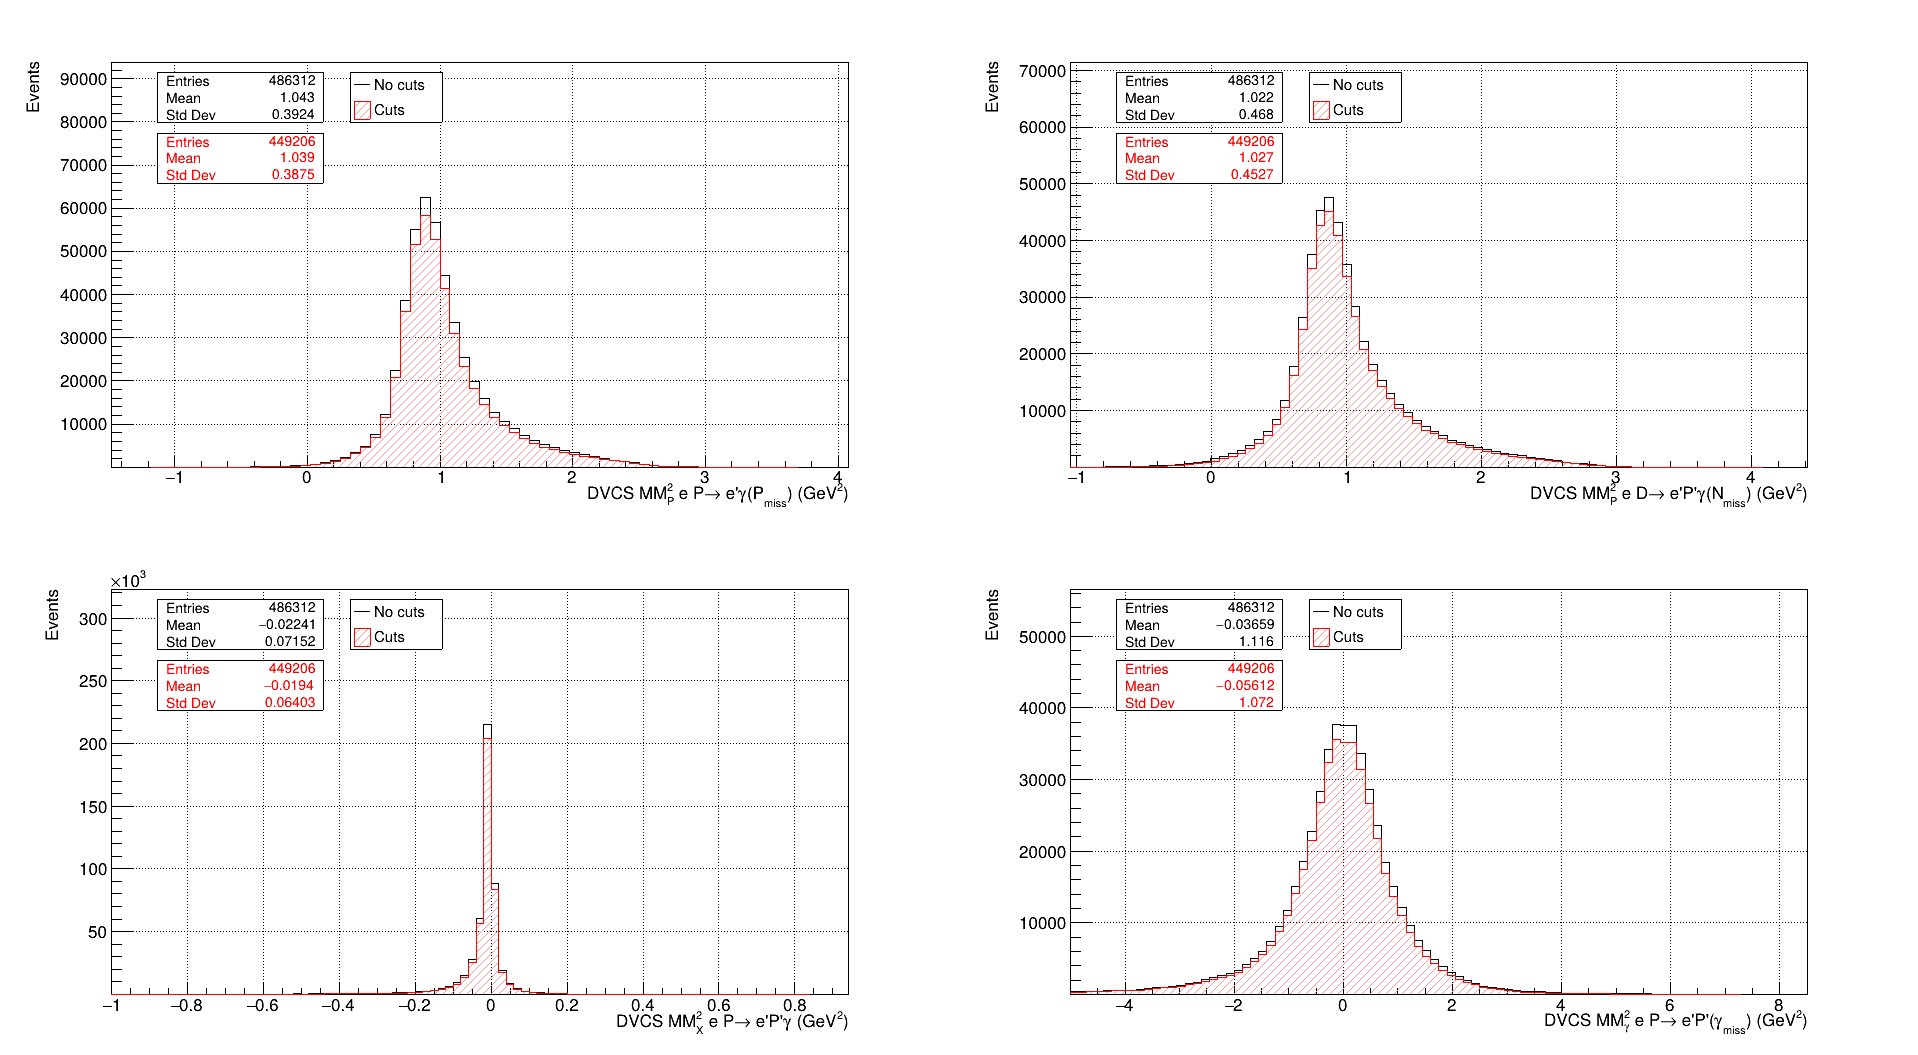 Events
90000
80000
70000
60000
50000
40000
30000
20000
10000
Entries 486312
Mean 1.043
Std Dev 0.3924
Entries 449206
Mean 1.039
Std Dev 0.3875
No cuts
Cuts
−1 0 1 2 3 4
DVCS MM²_P e P→ e'γ(P_miss) (GeV²)
Events
70000
60000
50000
40000
30000
20000
10000
Entries 486312
Mean 1.022
Std Dev 0.468
Entries 449206
Mean 1.027
Std Dev 0.4527
No cuts
Cuts
−1 0 1 2 3 4
DVCS MM²_P e D→ e'P'γ(N_miss) (GeV²)
×10³
Events
300
250
200
150
100
50
Entries 486312
Mean −0.02241
Std Dev 0.07152
Entries 449206
Mean −0.0194
Std Dev 0.06403
No cuts
Cuts
−1 −0.8 −0.6 −0.4 −0.2 0 0.2 0.4 0.6 0.8
DVCS MM²_X e P→ e'P'γ (GeV²)
Events
50000
40000
30000
20000
10000
Entries 486312
Mean −0.03659
Std Dev 1.116
Entries 449206
Mean −0.05612
Std Dev 1.072
No cuts
Cuts
−4 −2 0 2 4 6 8
DVCS MM²_γ e P→ e'P'(γ_miss) (GeV²)